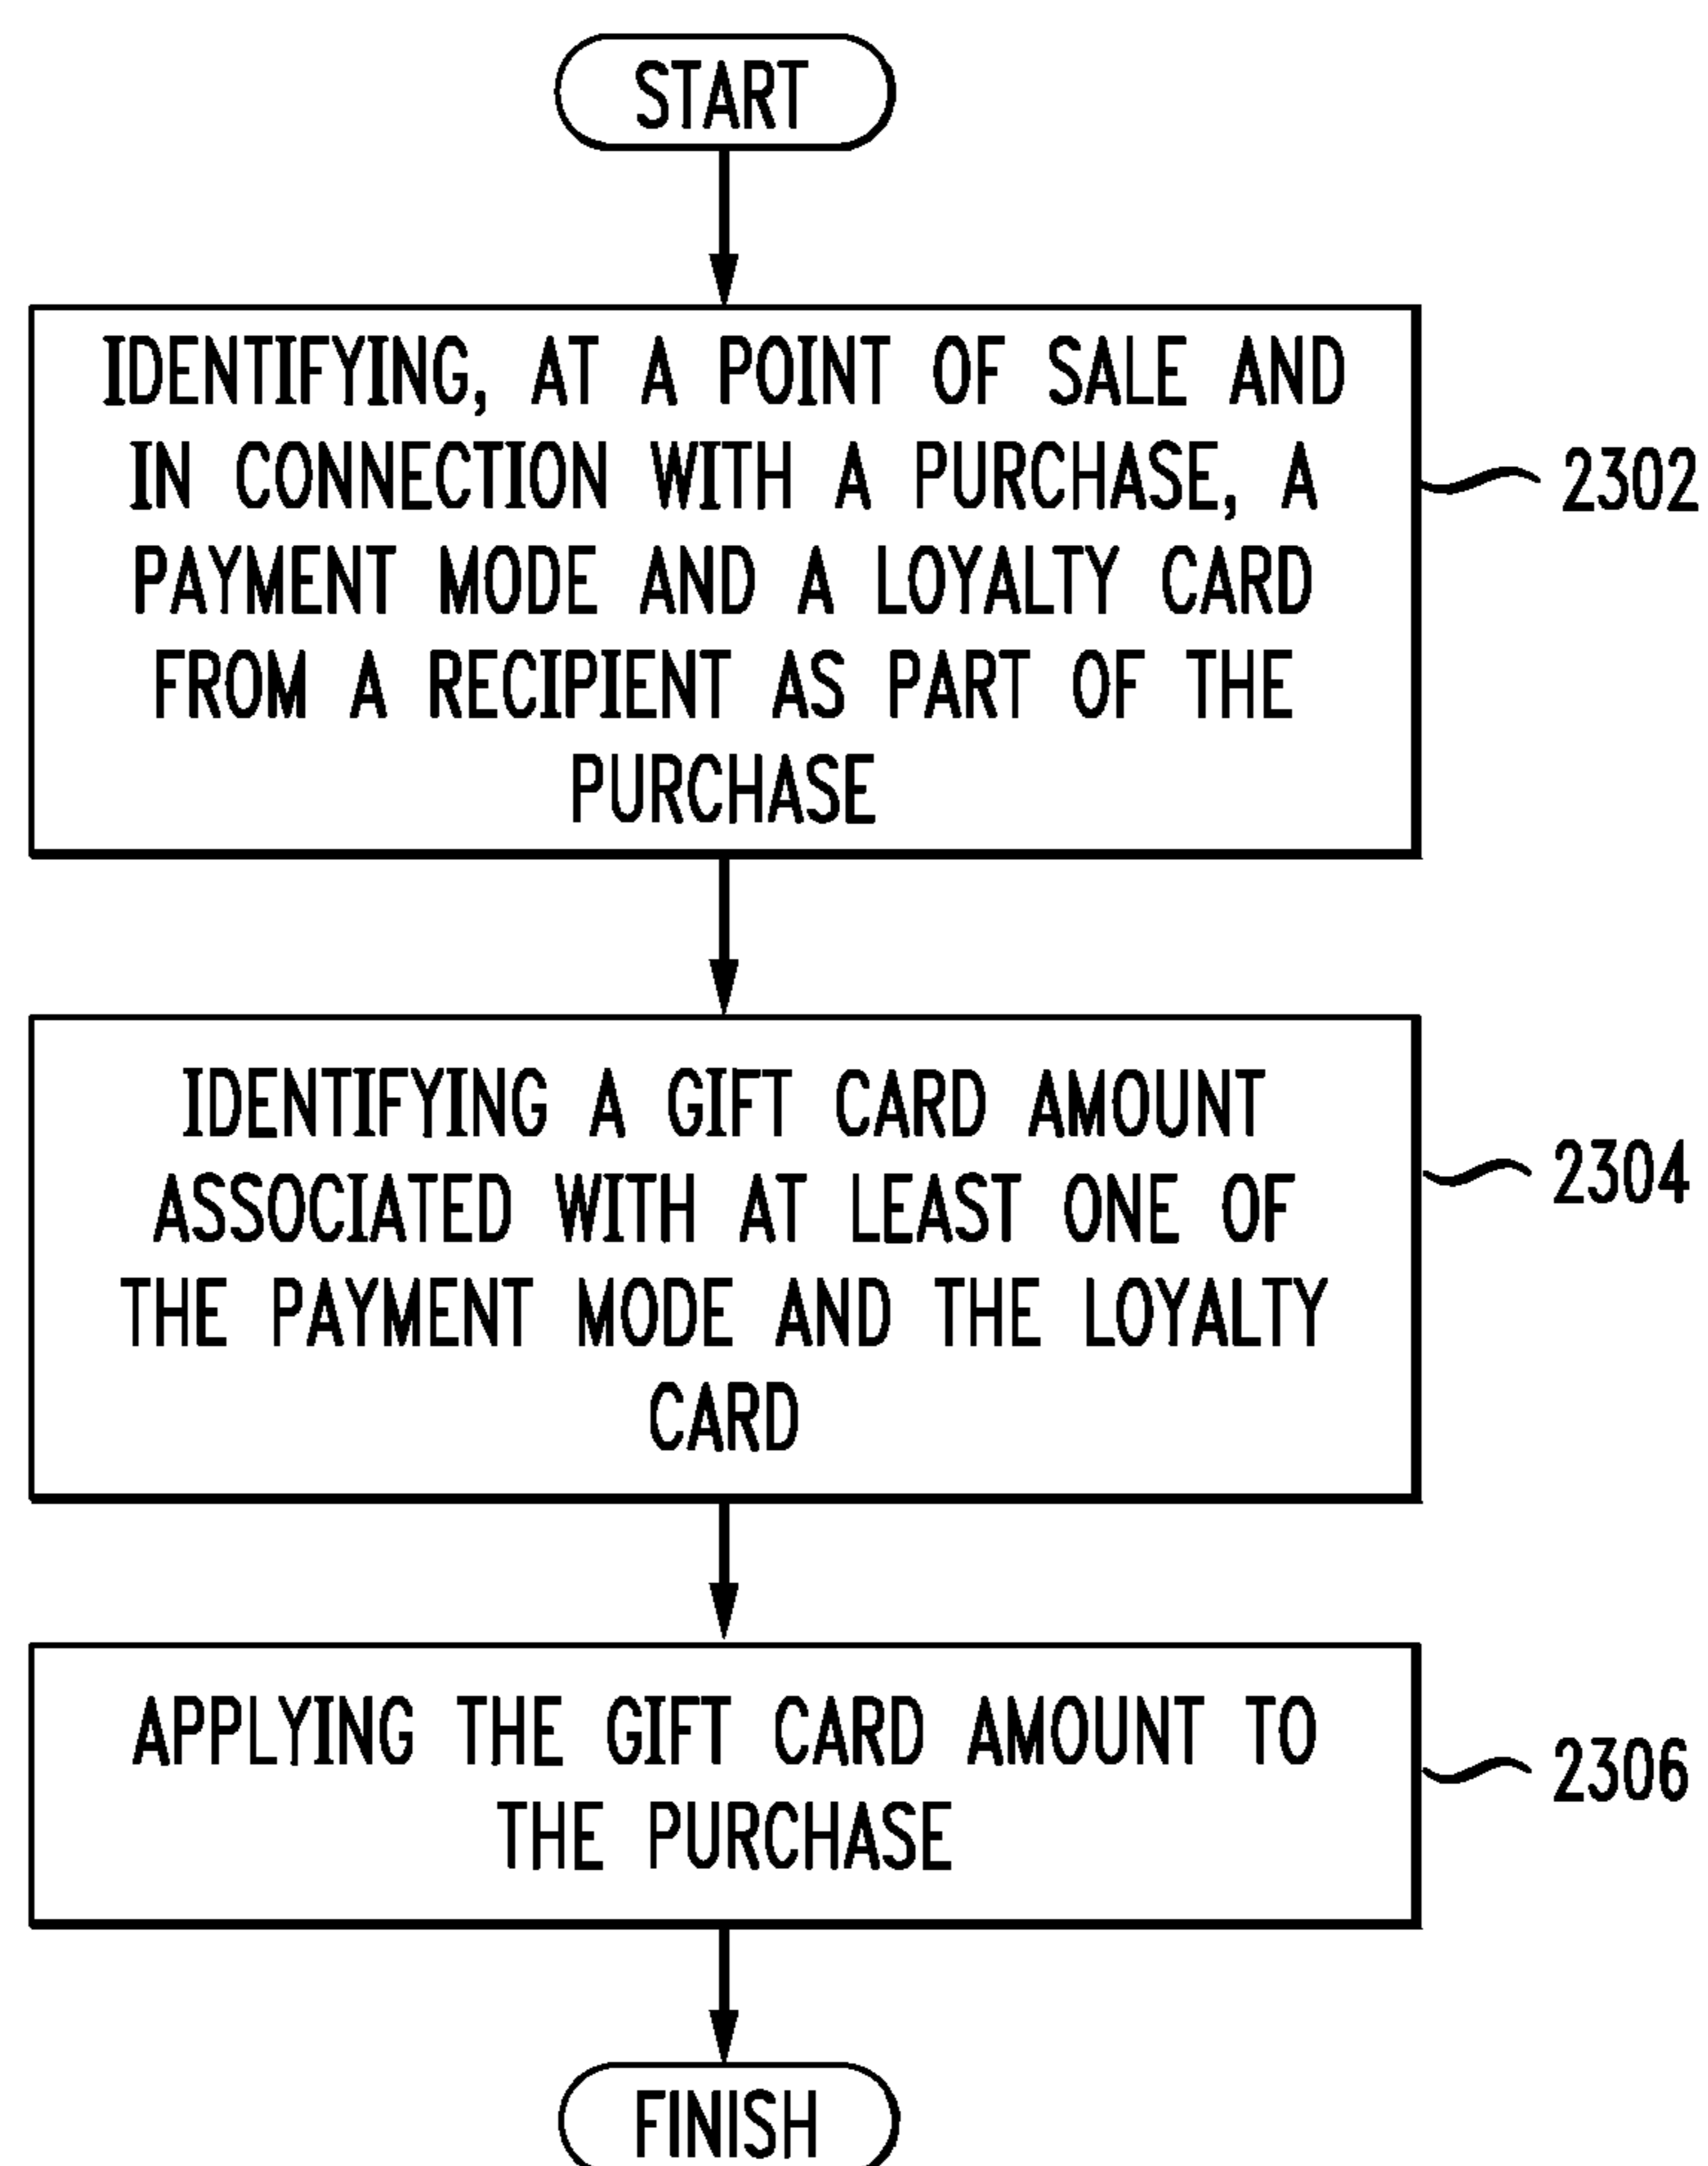 START
IDENTIFYING, AT A POINT OF SALE AND
IN CONNECTION WITH A PURCHASE, A
PAYMENT MODE AND A LOYALTY CARD
FROM A RECIPIENT AS PART OF THE
PURCHASE
2302
IDENTIFYING A GIFT CARD AMOUNT
ASSOCIATED WITH AT LEAST ONE OF
THE PAYMENT MODE AND THE LOYALTY
CARD
2304
APPLYING THE GIFT CARD AMOUNT TO
THE PURCHASE
2306
FINISH